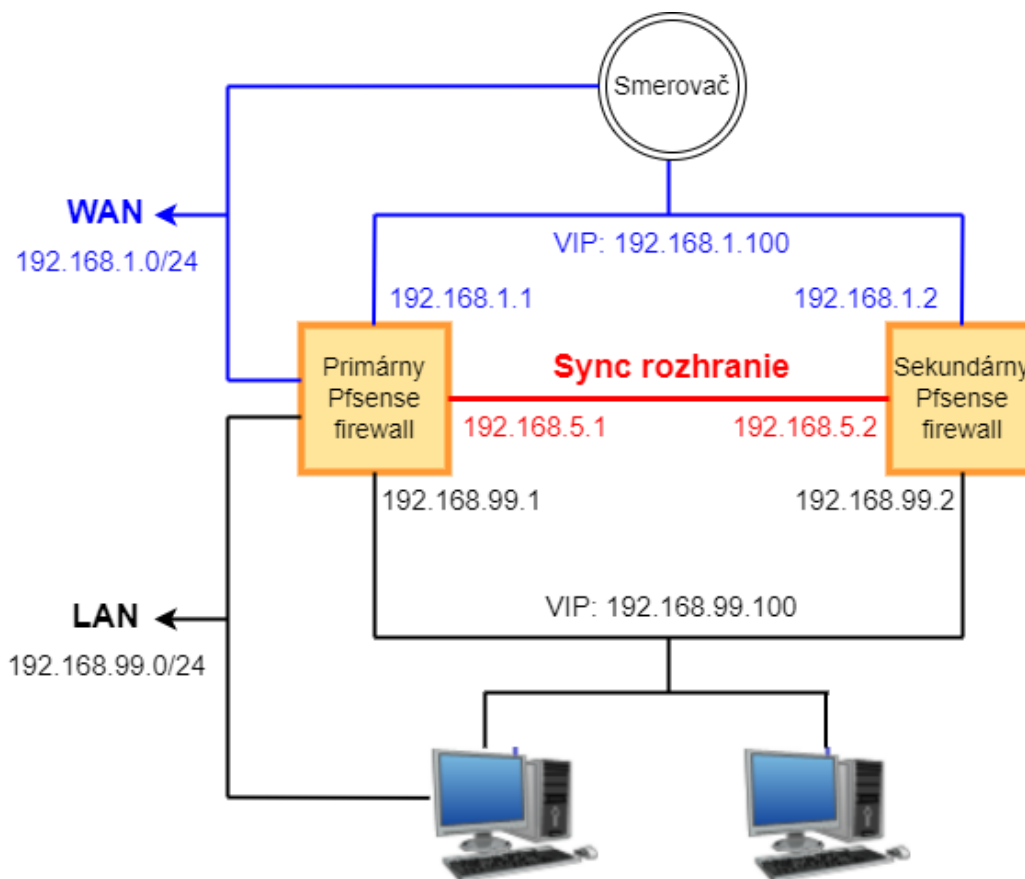 Smerovač
WAN
192.168.1.0/24
VIP: 192.168.1.100
192.168.1.1
192.168.1.2
Primárny
Pfsense
firewall
Sync rozhranie
192.168.5.1
192.168.5.2
Sekundárny
Pfsense
firewall
192.168.99.1
192.168.99.2
VIP: 192.168.99.100
LAN
192.168.99.0/24